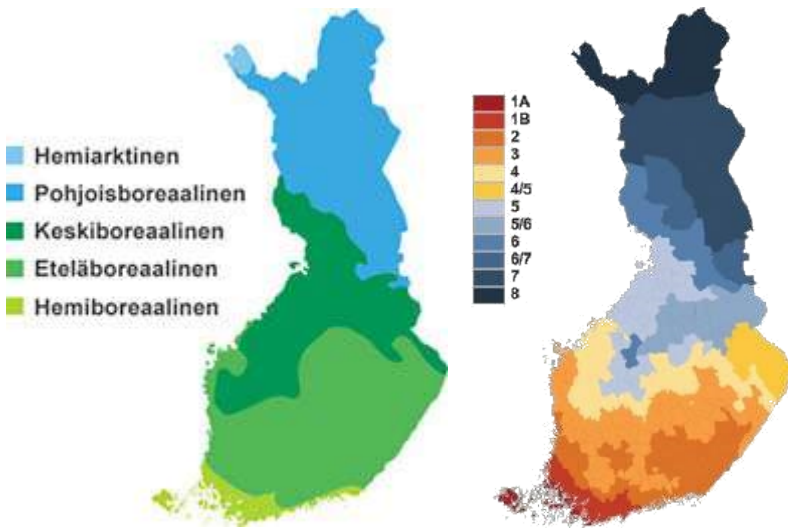 Hemiarktinen
Pohjoisboreaalinen
Keskiboreaalinen
Eteläboreaalinen
Hemiboreaalinen
1A
1B
2
3
4
4/5
5
5/6
6
6/7
7
8